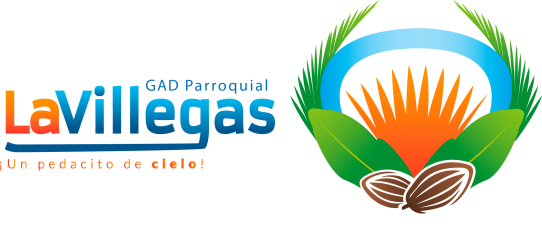 GAD Parroquial
LaVillegas
¡Un pedacito de cielo!